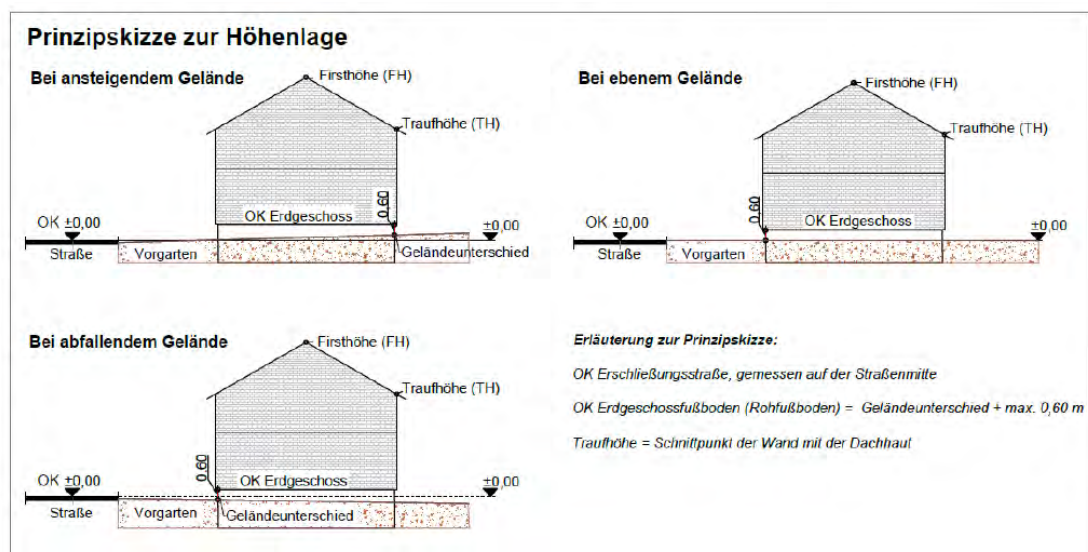 Prinzipskizze zur Höhenlage
Bei ansteigendem Gelände
Firsthöhe (FH)
Traufhöhe (TH)
0,60
OK Erdgeschoss
OK ±0,00
±0,00
Straße
Vorgarten
Geländeunterschied
Bei ebenem Gelände
Firsthöhe (FH)
Traufhöhe (TH)
0,60
OK Erdgeschoss
OK ±0,00
±0,00
Straße
Vorgarten
Bei abfallendem Gelände
Firsthöhe (FH)
Traufhöhe (TH)
0,60
OK Erdgeschoss
OK ±0,00
±0,00
Straße
Vorgarten
Geländeunterschied
Erläuterung zur Prinzipskizze:
OK Erschließungsstraße, gemessen auf der Straßenmitte
OK Erdgeschossfußboden (Rohfußboden) = Geländeunterschied + max. 0,60 m
Traufhöhe = Schnittpunkt der Wand mit der Dachhaut